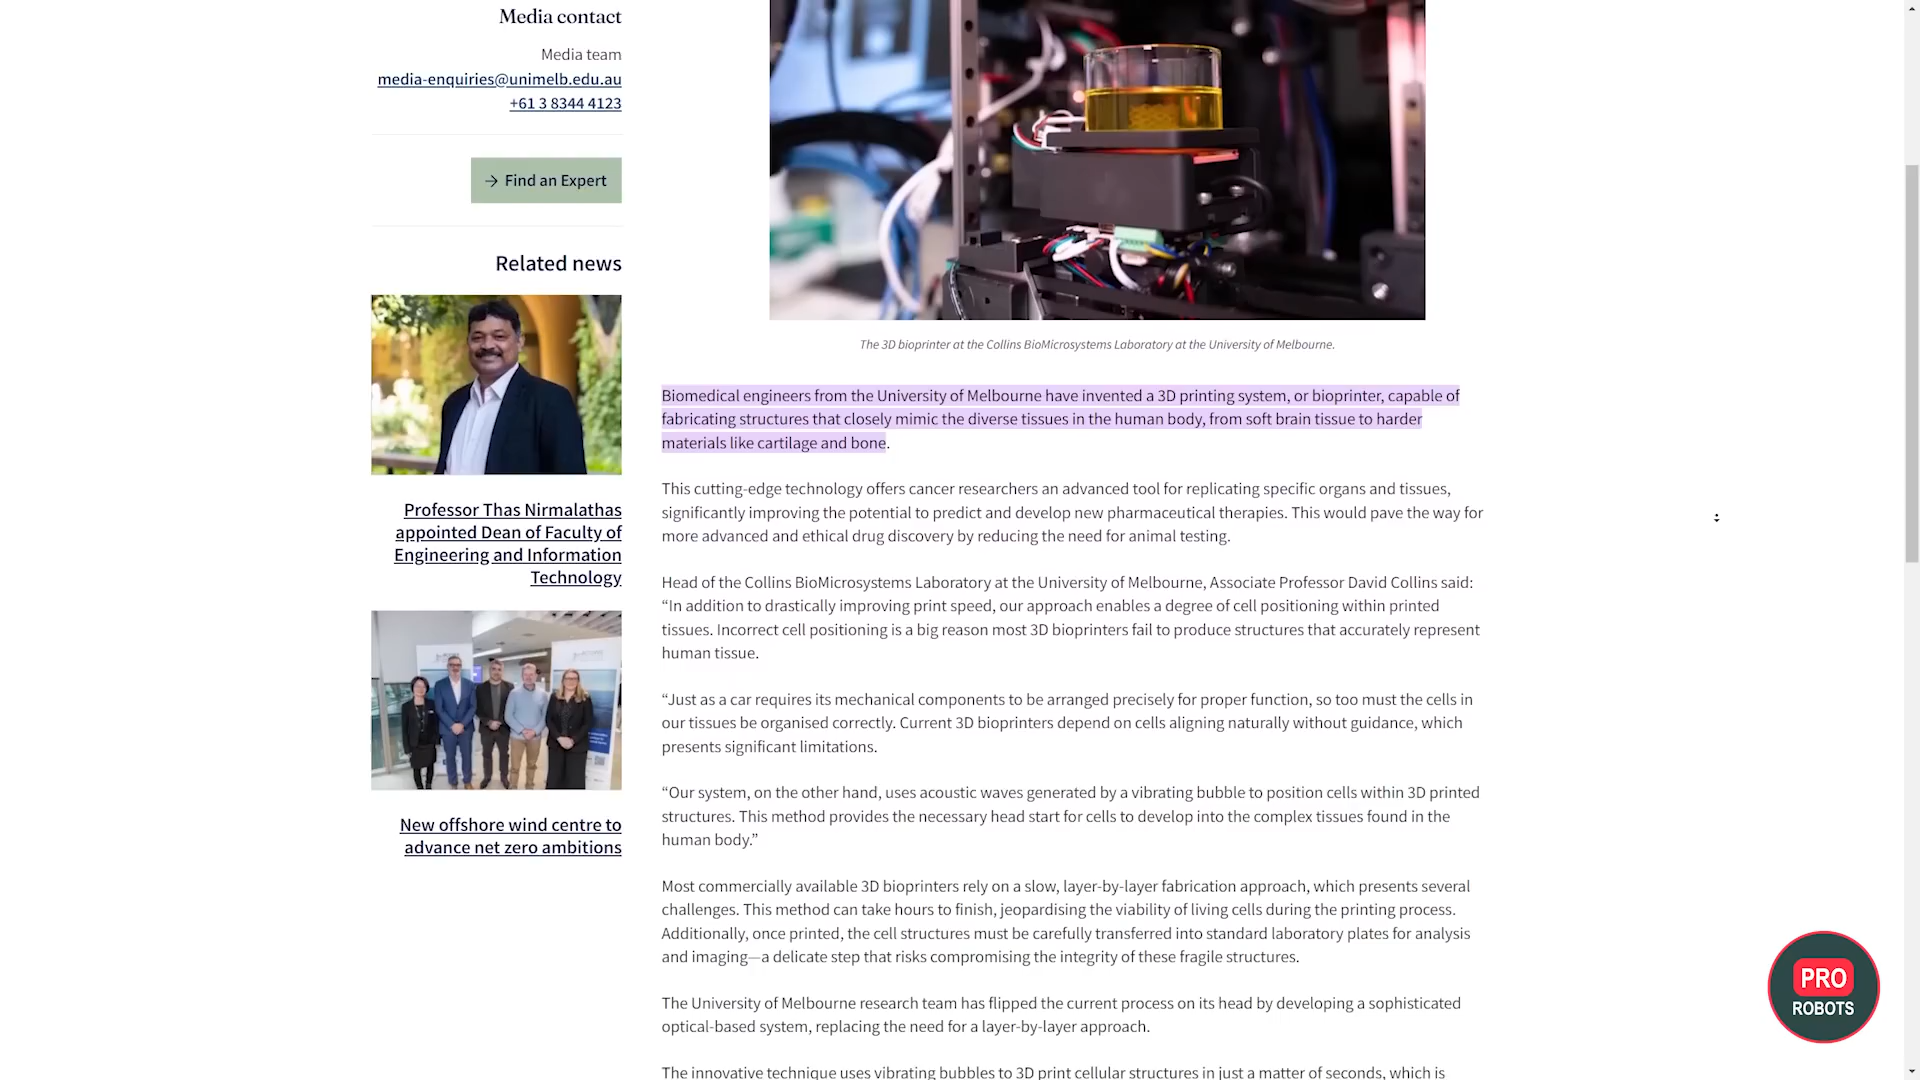 Media contact
Media team
media-enquiries@unimelb.edu.au
+61 3 8344 4123
→ Find an Expert
Related news
Professor Thas Nirmalathas
appointed Dean of Faculty of
Engineering and Information
Technology
New offshore wind centre to
advance net zero ambitions
The 3D bioprinter at the Collins BioMicrosystems Laboratory at the University of Melbourne.
Biomedical engineers from the University of Melbourne have invented a 3D printing system, or bioprinter, capable of
fabricating structures that closely mimic the diverse tissues in the human body, from soft brain tissue to harder
materials like cartilage and bone.
This cutting-edge technology offers cancer researchers an advanced tool for replicating specific organs and tissues,
significantly improving the potential to predict and develop new pharmaceutical therapies. This would pave the way for
more advanced and ethical drug discovery by reducing the need for animal testing.
Head of the Collins BioMicrosystems Laboratory at the University of Melbourne, Associate Professor David Collins said:
“In addition to drastically improving print speed, our approach enables a degree of cell positioning within printed
tissues. Incorrect cell positioning is a big reason most 3D bioprinters fail to produce structures that accurately represent
human tissue.
“Just as a car requires its mechanical components to be arranged precisely for proper function, so too must the cells in
our tissues be organised correctly. Current 3D bioprinters depend on cells aligning naturally without guidance, which
presents significant limitations.
“Our system, on the other hand, uses acoustic waves generated by a vibrating bubble to position cells within 3D printed
structures. This method provides the necessary head start for cells to develop into the complex tissues found in the
human body.”
Most commercially available 3D bioprinters rely on a slow, layer-by-layer fabrication approach, which presents several
challenges. This method can take hours to finish, jeopardising the viability of living cells during the printing process.
Additionally, once printed, the cell structures must be carefully transferred into standard laboratory plates for analysis
and imaging—a delicate step that risks compromising the integrity of these fragile structures.
The University of Melbourne research team has flipped the current process on its head by developing a sophisticated
optical-based system, replacing the need for a layer-by-layer approach.
The innovative technique uses vibrating bubbles to 3D print cellular structures in just a matter of seconds, which is
PRO
ROBOTS